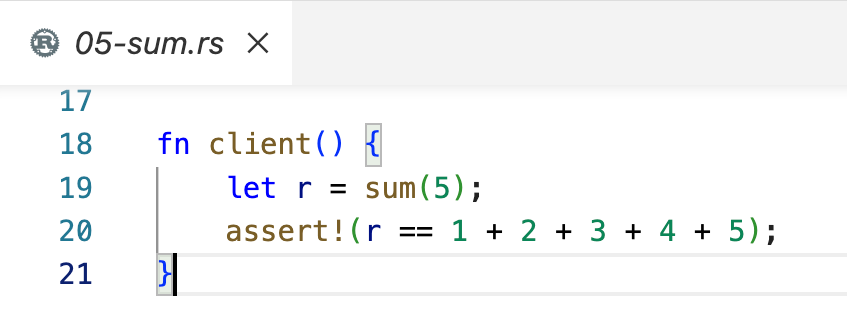 05-sum.rs
17
18 fn client() {
19 let r = sum(5);
20 assert!(r == 1 + 2 + 3 + 4 + 5);
21 }